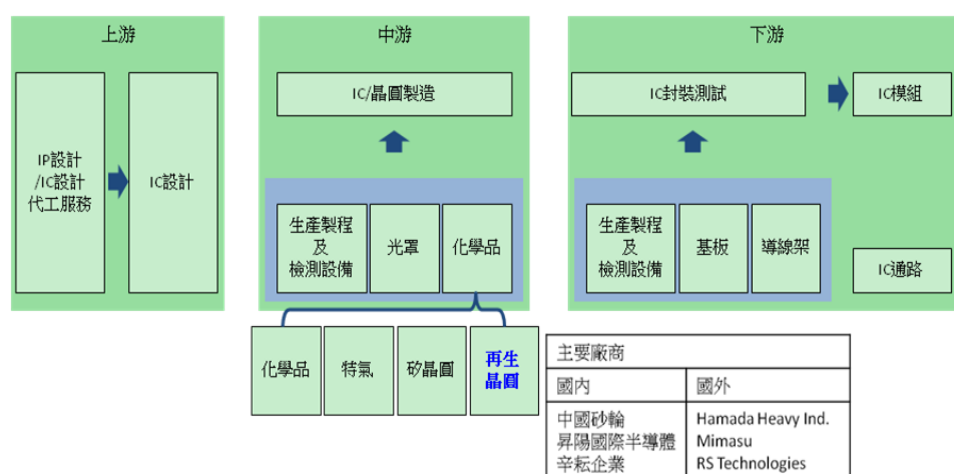 上游
IP設計
/IC設計
代工服務
IC設計
中游
IC/晶圓製造
生產製程
及
檢測設備
光罩
化學品
化學品
特氣
矽晶圓
再生
晶圓
下游
IC封裝測試
IC模組
生產製程
及
檢測設備
基板
導線架
IC通路
主要廠商
國內
國外
中國砂輪
Hamada Heavy Ind.
昇陽國際半導體
Mimasu
辛耘企業
RS Technologies